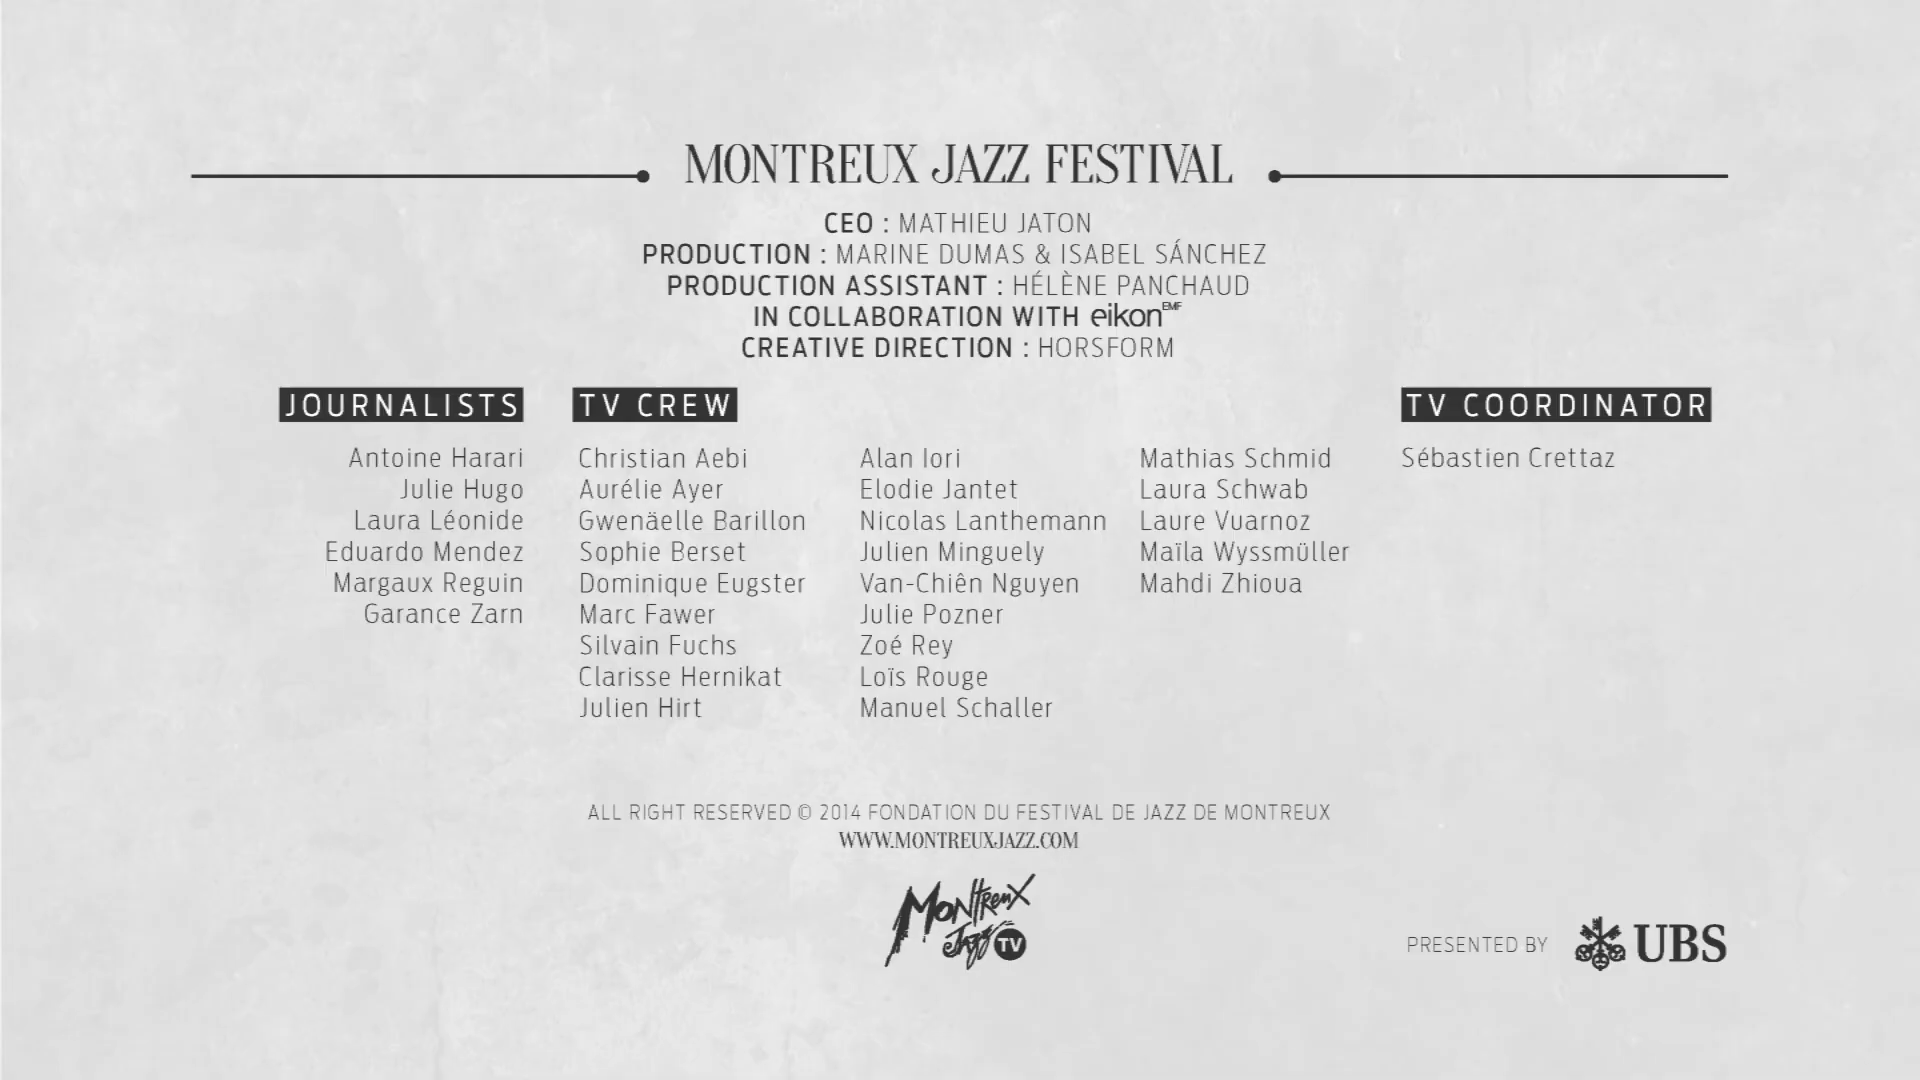 MONTREUX JAZZ FESTIVAL
CEO : MATHIEU JATON
PRODUCTION : MARINE DUMAS & ISABEL SÁNCHEZ
PRODUCTION ASSISTANT : HÉLÈNE PANCHAUD
IN COLLABORATION WITH eikon EMF
CREATIVE DIRECTION : HORSFORM
JOURNALISTS
Antoine Harari
Julie Hugo
Laura Léonide
Eduardo Mendez
Margaux Reguin
Garance Zarn
TV CREW
Christian Aebi
Aurélie Ayer
Gwenäelle Barillon
Sophie Berset
Dominique Eugster
Marc Fawer
Silvain Fuchs
Clarisse Hernikat
Julien Hirt
Alan Iori
Elodie Jantet
Nicolas Lanthemann
Julien Minguely
Van-Chiên Nguyen
Julie Pozner
Zoé Rey
Loïs Rouge
Manuel Schaller
Mathias Schmid
Laura Schwab
Laure Vuarnoz
Maïla Wyssmüller
Mahdi Zhioua
TV COORDINATOR
Sébastien Crettaz
ALL RIGHT RESERVED © 2014 FONDATION DU FESTIVAL DE JAZZ DE MONTREUX
WWW.MONTREUXJAZZ.COM
Montreux
Jazz TV
PRESENTED BY UBS